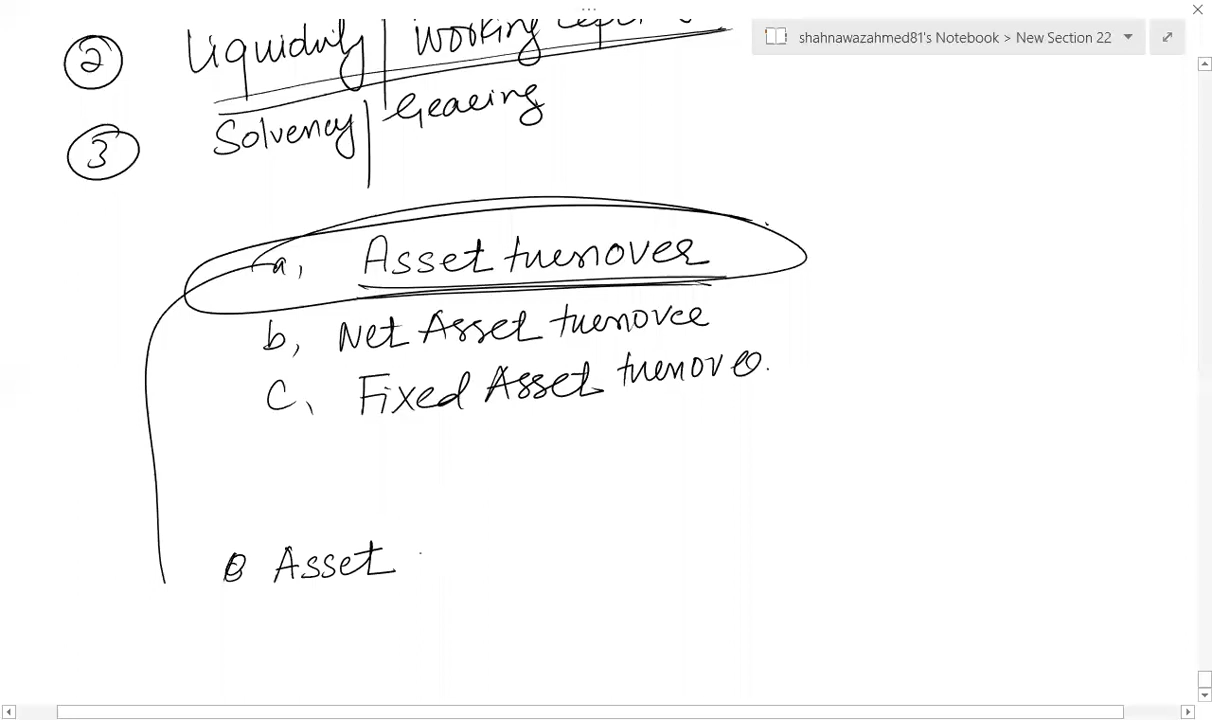 shahnawazahmed81's Notebook > New Section 22
② Liquidity | Working
③ Solvency | Gearing
a, Asset turnover
b, Net Asset turnover
C, Fixed Asset turnover
Asset